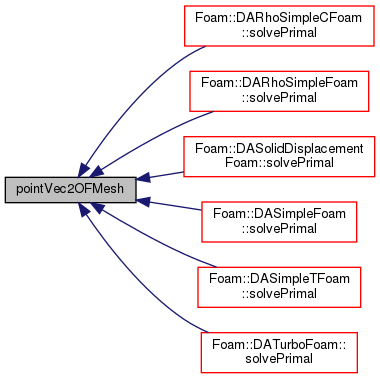 Foam::DARhoSimpleCFoam
::solvePrimal
Foam::DARhoSimpleFoam
::solvePrimal
Foam::DASolidDisplacement
Foam::solvePrimal
pointVec2OFMesh
Foam::DASimpleFoam
::solvePrimal
Foam::DASimpleTFoam
::solvePrimal
Foam::DATurboFoam::
solvePrimal